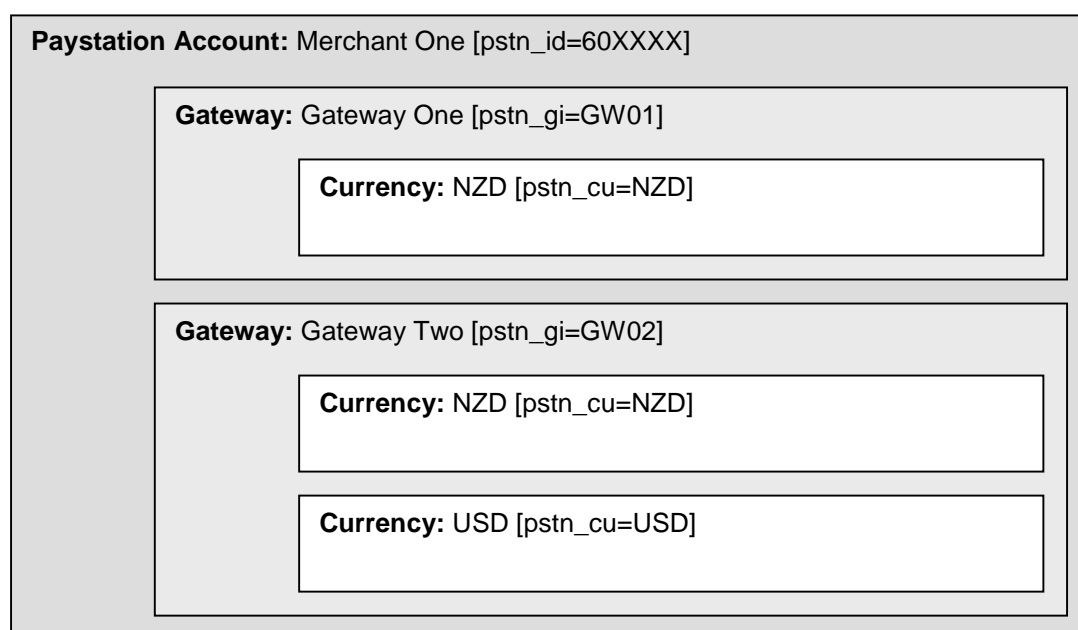 Paystation Account: Merchant One [pstn_id=60XXXX]
Gateway: Gateway One [pstn_gi=GW01]
Currency: NZD [pstn_cu=NZD]
Gateway: Gateway Two [pstn_gi=GW02]
Currency: NZD [pstn_cu=NZD]
Currency: USD [pstn_cu=USD]